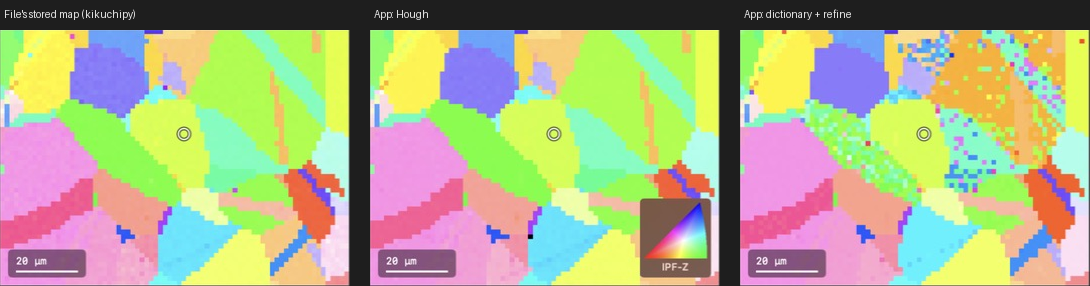 File's stored map (kikuchipy)
App: Hough
App: dictionary + refine
20 μm
20 μm
IPF-Z
20 μm